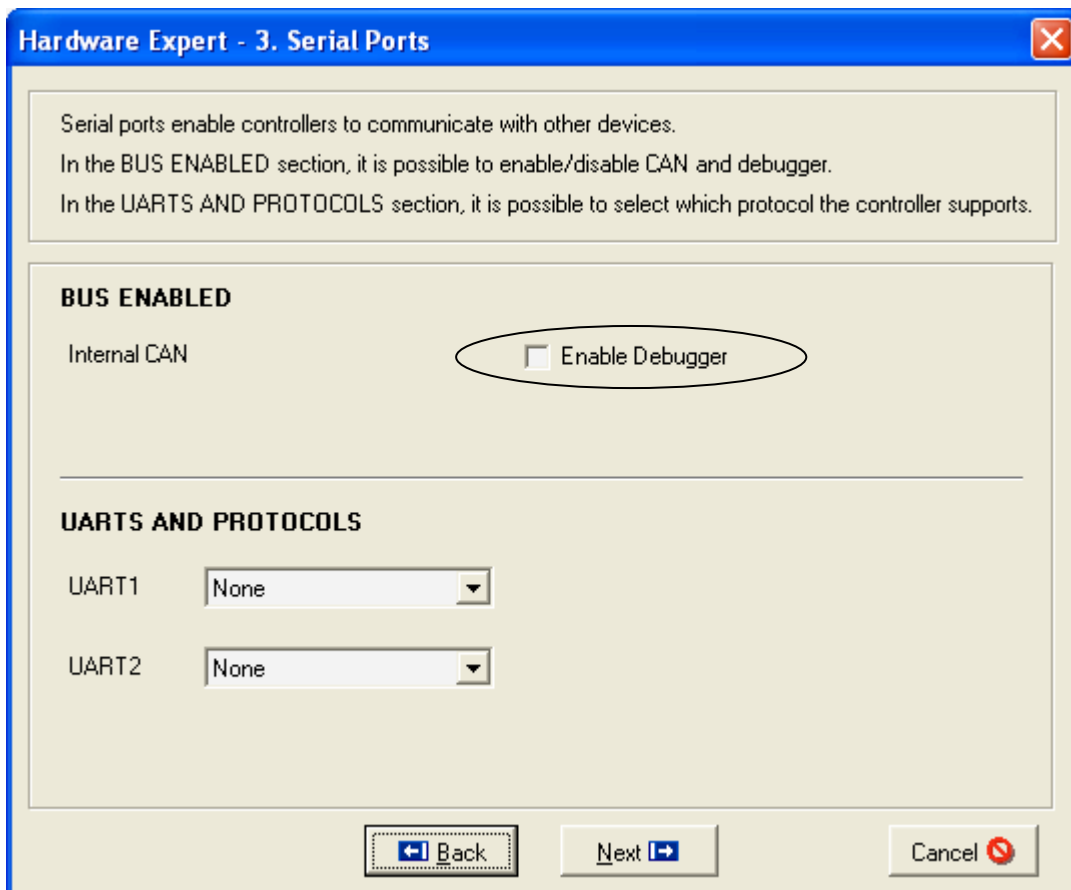 Hardware Expert - 3. Serial Ports
Serial ports enable controllers to communicate with other devices.
In the BUS ENABLED section, it is possible to enable/disable CAN and debugger.
In the UARTS AND PROTOCOLS section, it is possible to select which protocol the controller supports.
BUS ENABLED
Internal CAN Enable Debugger
UARTS AND PROTOCOLS
UART1 None
UART2 None
Back Next Cancel